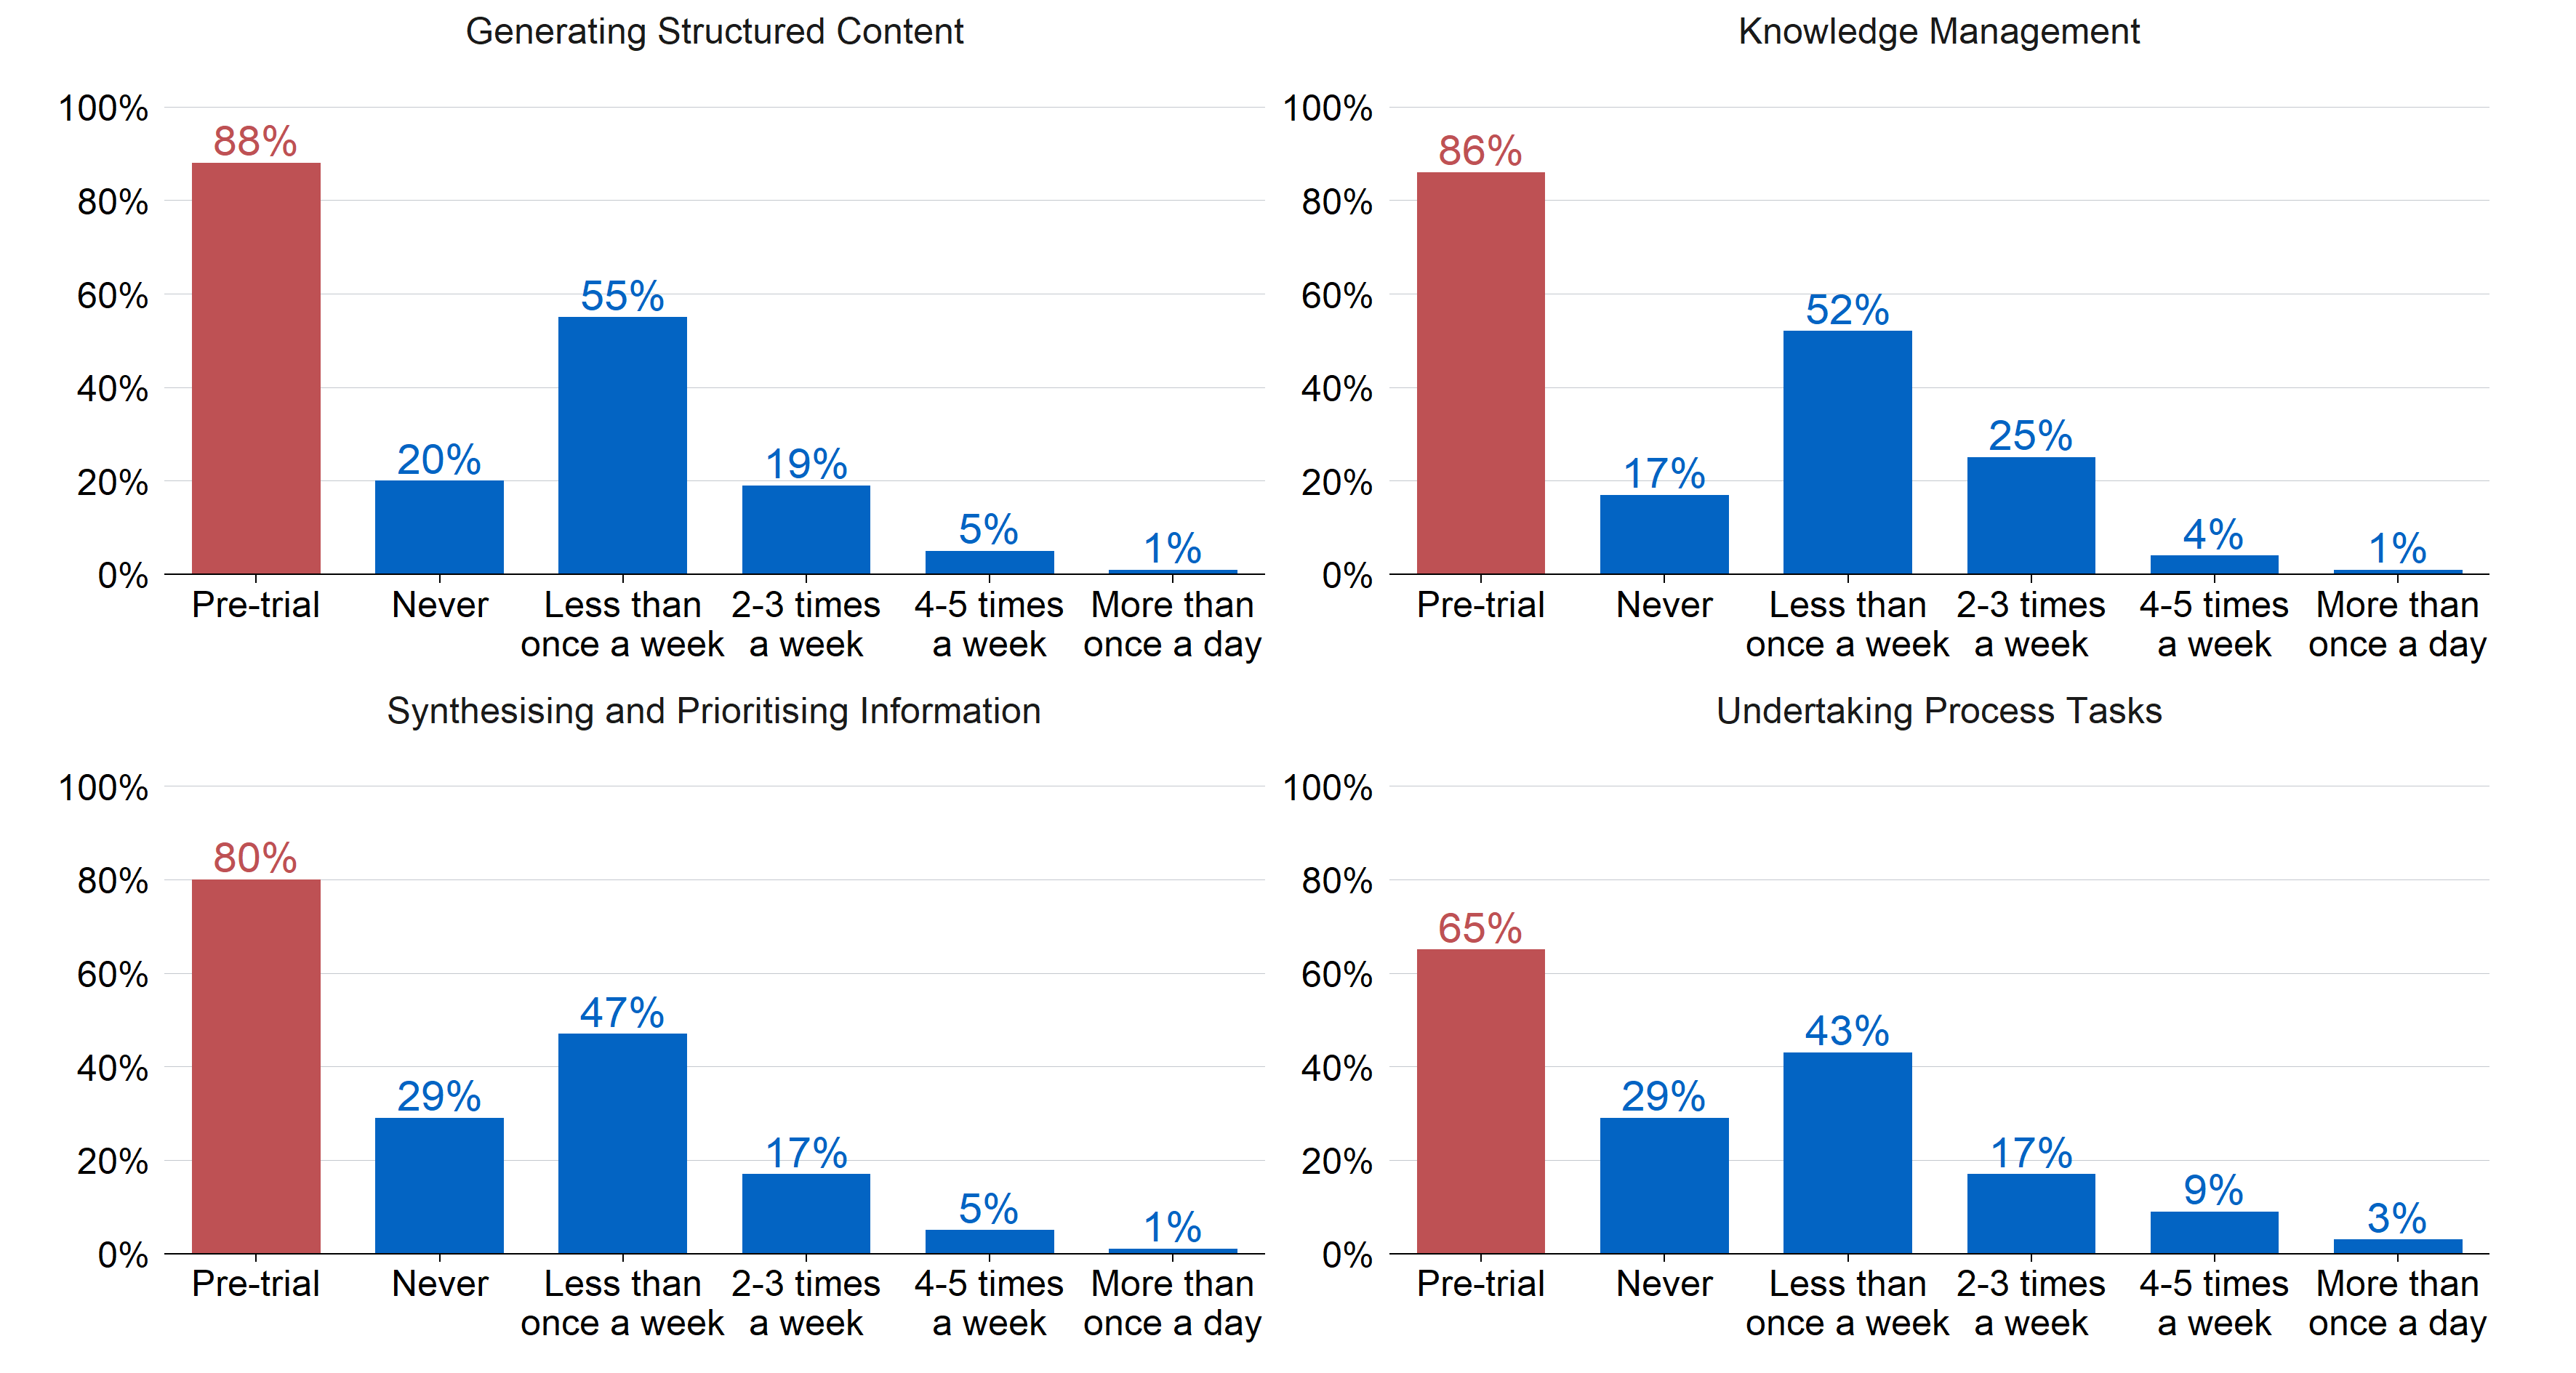 Generating Structured Content
100%
80%
60%
40%
20%
0%
88%
20%
55%
19%
5%
1%
Pre-trial
Never
Less than
once a week
2-3 times
a week
4-5 times
a week
More than
once a day
Knowledge Management
100%
80%
60%
40%
20%
0%
86%
17%
52%
25%
4%
1%
Pre-trial
Never
Less than
once a week
2-3 times
a week
4-5 times
a week
More than
once a day
Synthesising and Prioritising Information
100%
80%
60%
40%
20%
0%
80%
29%
47%
17%
5%
1%
Pre-trial
Never
Less than
once a week
2-3 times
a week
4-5 times
a week
More than
once a day
Undertaking Process Tasks
100%
80%
60%
40%
20%
0%
65%
29%
43%
17%
9%
3%
Pre-trial
Never
Less than
once a week
2-3 times
a week
4-5 times
a week
More than
once a day